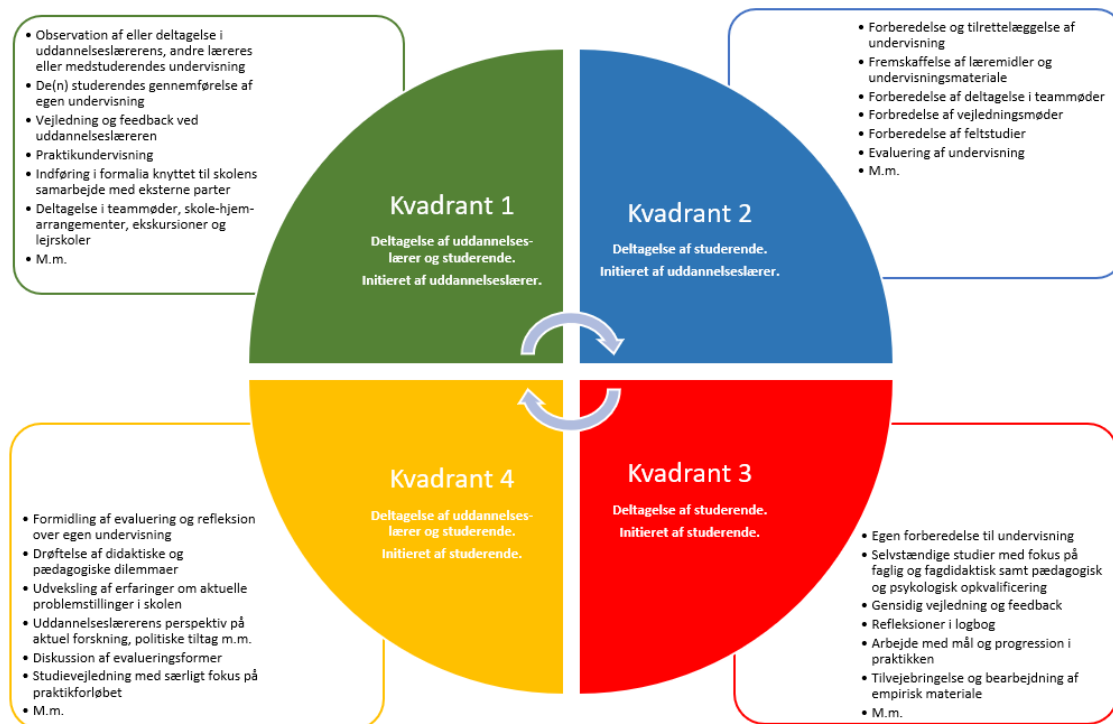 • Observation af eller deltagelse i
uddannelseslærerens, andre læreres
eller medstuderendes undervisning
• De(n) studerendes gennemførelse af
egen undervisning
• Vejledning og feedback ved
uddannelseslæreren
• Praktikundervisning
• Indføring i formalia knyttet til skolens
samarbejde med eksterne parter
• Deltagelse i teammøder, skole-hjem-
arrangementer, ekskursioner og
lejrskoler
• M.m.
• Forberedelse og tilrettelæggelse af
undervisning
• Fremskaffelse af læremidler og
undervisningsmateriale
• Forberedelse af deltagelse i teammøder
• Forbredelse af vejledningsmøder
• Forberedelse af feltstudier
• Evaluering af undervisning
• M.m.
Kvadrant 1
Deltagelse af uddannelses-
lærer og studerende.
Initieret af uddannelseslærer.
Kvadrant 2
Deltagelse af studerende.
Initieret af uddannelseslærer.
Kvadrant 4
Deltagelse af uddannelses-
lærer og studerende.
Initieret af studerende.
Kvadrant 3
Deltagelse af studerende.
Initieret af studerende.
• Formidling af evaluering og refleksion
over egen undervisning
• Drøftelse af didaktiske og
pædagogiske dilemmaer
• Udveksling af erfaringer om aktuelle
problemstillinger i skolen
• Uddannelseslærerens perspektiv på
aktuel forskning, politiske tiltag m.m.
• Diskussion af evalueringsformer
• Studievejledning med særligt fokus på
praktikforløbet
• M.m.
• Egen forberedelse til undervisning
• Selvstændige studier med fokus på
faglig og fagdidaktisk samt pædagogisk
og psykologisk opkvalificering
• Gensidig vejledning og feedback
• Refleksioner i logbog
• Arbejde med mål og progression i
praktikken
• Tilvejebringelse og bearbejdning af
empirisk materiale
• M.m.